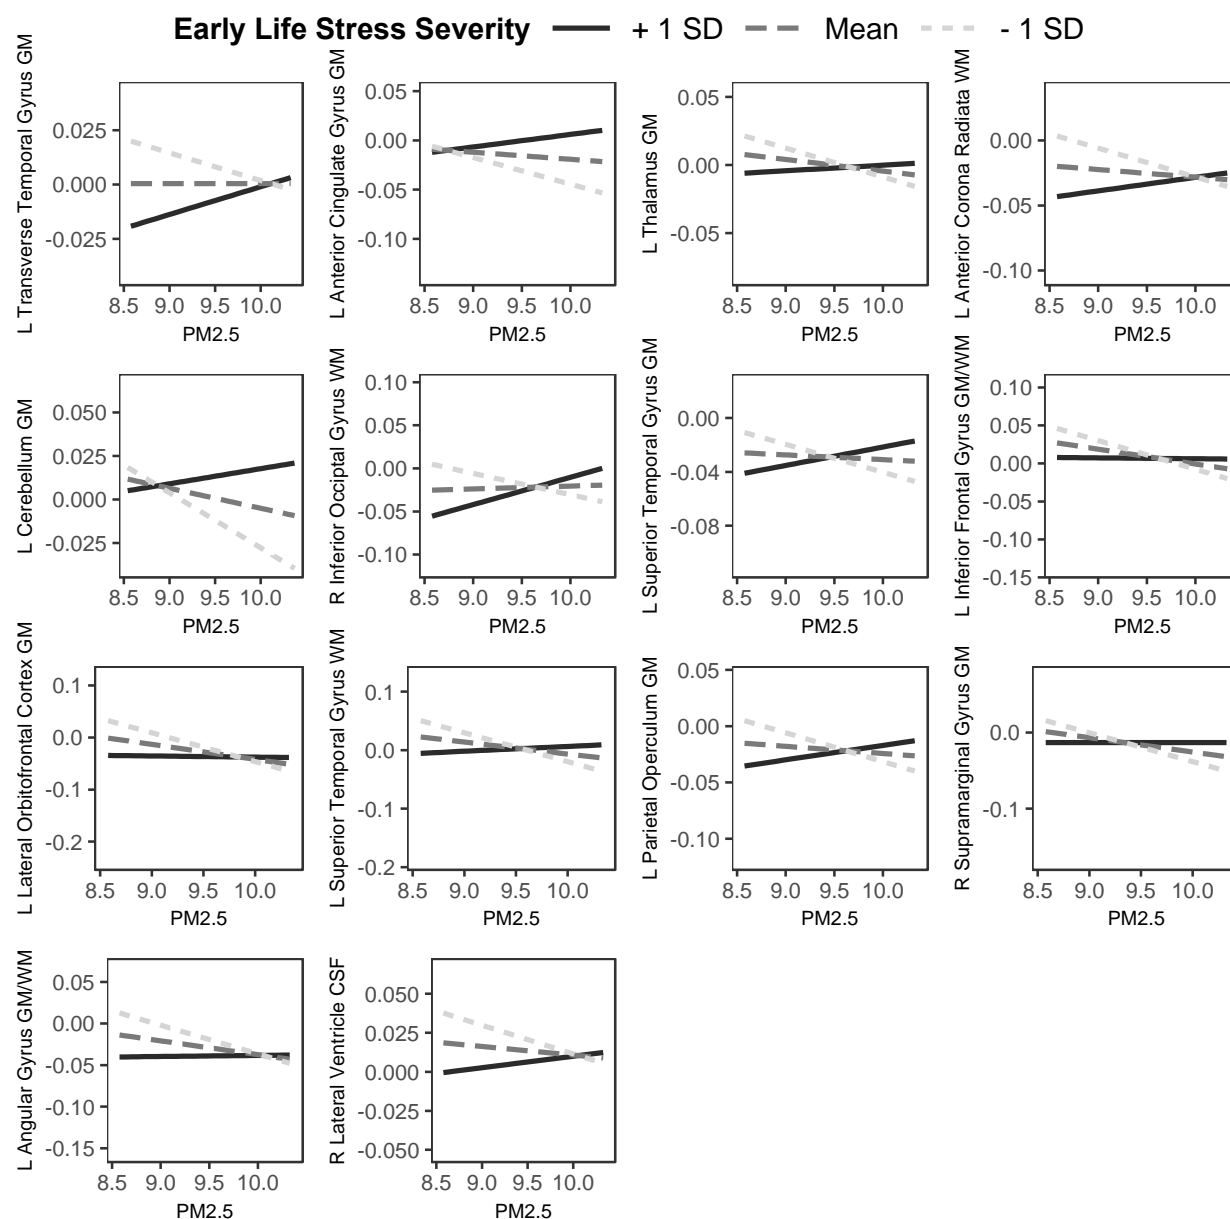 Early Life Stress Severity + 1 SD Mean - 1 SD
L Transverse Temporal Gyrus GM
0.025
0.000
-0.025
8.5 9.0 9.5 10.0
PM2.5
L Anterior Cingulate Gyrus GM
0.05
0.00
-0.05
-0.10
8.5 9.0 9.5 10.0
PM2.5
L Thalamus GM
0.05
0.00
-0.05
8.5 9.0 9.5 10.0
PM2.5
L Anterior Corona Radiata WM
0.00
-0.05
-0.10
8.5 9.0 9.5 10.0
PM2.5
L Cerebellum GM
0.050
0.025
0.000
-0.025
8.5 9.0 9.5 10.0
PM2.5
R Inferior Occiptal Gyrus WM
0.10
0.05
0.00
-0.05
-0.10
8.5 9.0 9.5 10.0
PM2.5
L Superior Temporal Gyrus GM
0.00
-0.04
-0.08
8.5 9.0 9.5 10.0
PM2.5
L Inferior Frontal Gyrus GM/WM
0.10
0.05
0.00
-0.05
-0.10
-0.15
8.5 9.0 9.5 10.0
PM2.5
L Lateral Orbitofrontal Cortex GM
0.1
0.0
-0.1
-0.2
8.5 9.0 9.5 10.0
PM2.5
L Superior Temporal Gyrus WM
0.1
0.0
-0.1
-0.2
8.5 9.0 9.5 10.0
PM2.5
L Parietal Operculum GM
0.05
0.00
-0.05
-0.10
8.5 9.0 9.5 10.0
PM2.5
R Supramarginal Gyrus GM
0.0
-0.1
8.5 9.0 9.5 10.0
PM2.5
L Angular Gyrus GM/WM
0.05
0.00
-0.05
-0.10
-0.15
8.5 9.0 9.5 10.0
PM2.5
R Lateral Ventricle CSF
0.050
0.025
0.000
-0.025
-0.050
8.5 9.0 9.5 10.0
PM2.5